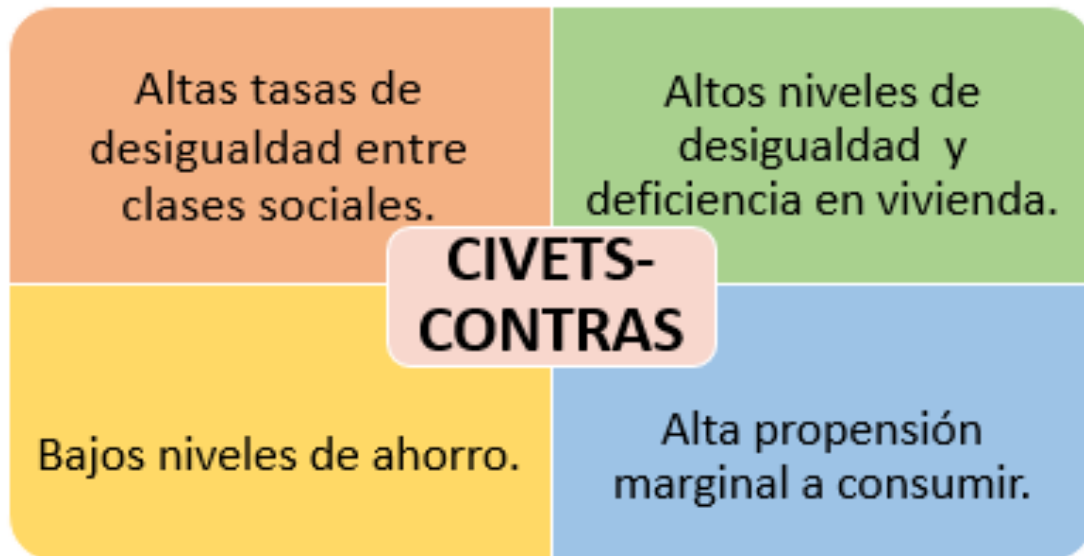 Altas tasas de
desigualdad entre
clases sociales.
Altos niveles de
desigualdad y
deficiencia en vivienda.
CIVETS-
CONTRAS
Bajos niveles de ahorro.
Alta propensión
marginal a consumir.